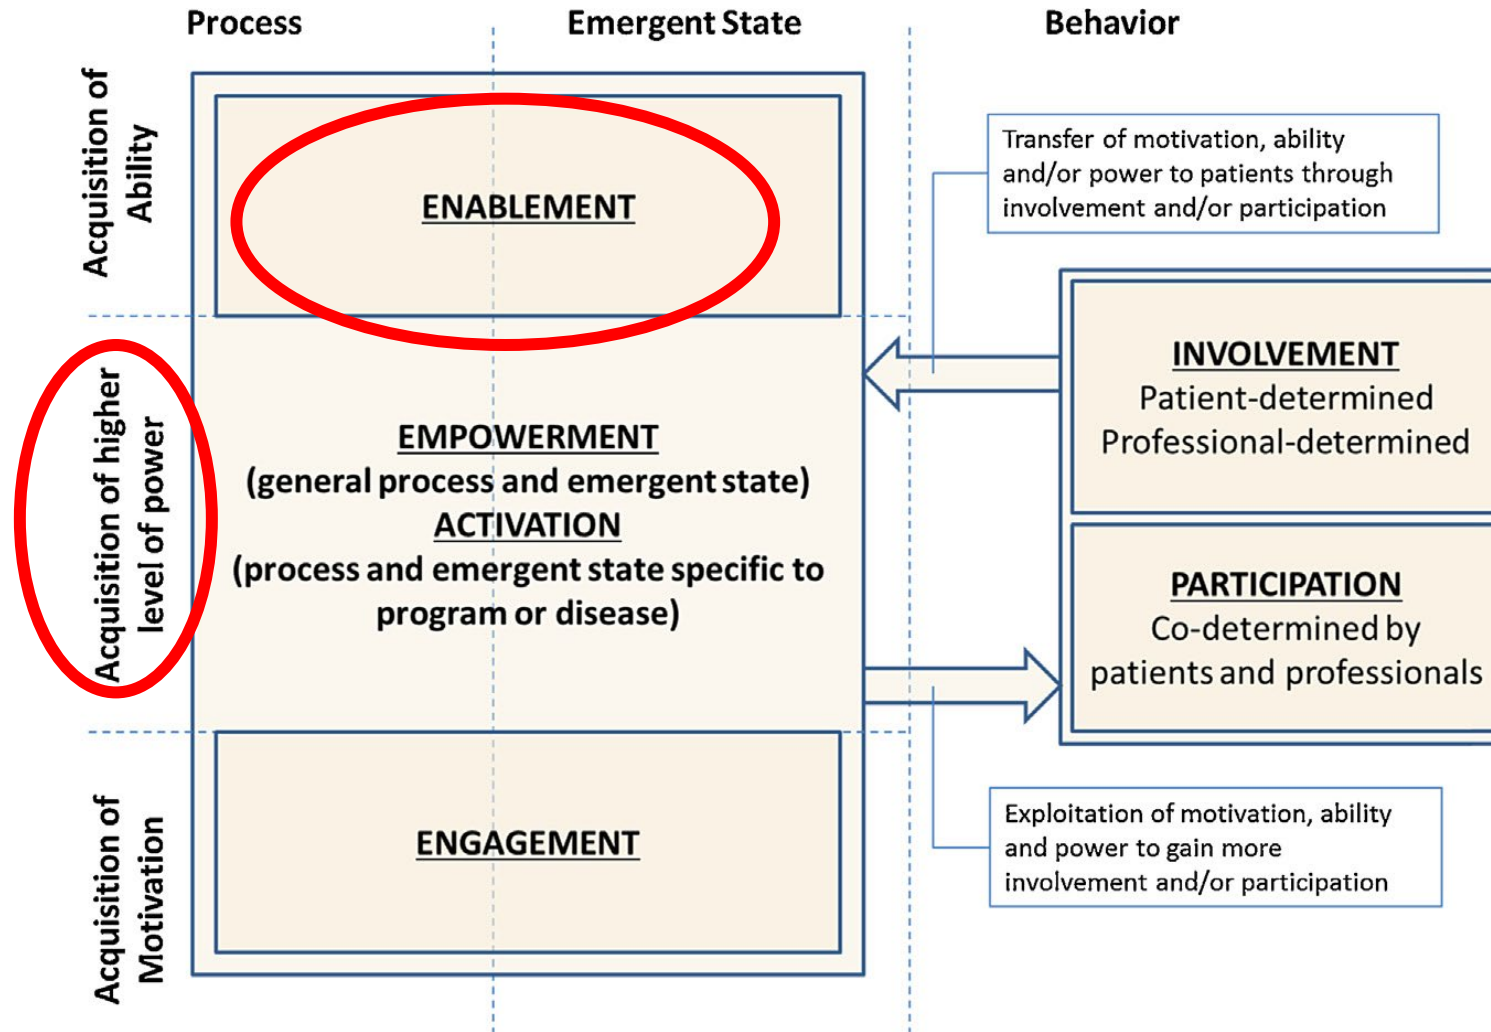 Process
Emergent State
Behavior
Acquisition of
Ability
ENABLEMENT
Transfer of motivation, ability
and/or power to patients through
involvement and/or participation
Acquisition of higher
level of power
EMPOWERMENT
(general process and emergent state)
ACTIVATION
(process and emergent state specific to
program or disease)
INVOLVEMENT
Patient-determined
Professional-determined
PARTICIPATION
Co-determined by
patients and professionals
Acquisition of
Motivation
ENGAGEMENT
Exploitation of motivation, ability
and power to gain more
involvement and/or participation